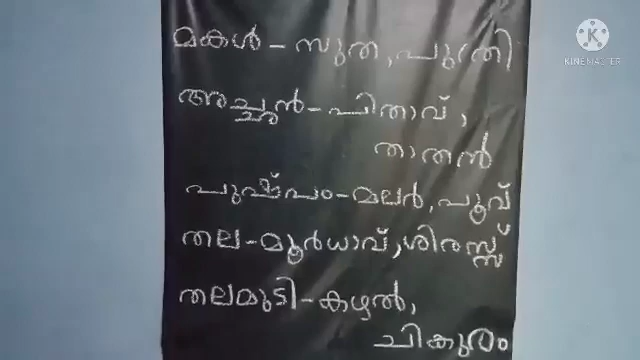 മകൾ - സുത, പുത്രി
അച്ഛൻ - പിതാവ്,
താതൻ
പുഷ്പം - മലർ, പൂവ്
തല - മൂർധാവ്, ശിരസ്സ്
തലമുടി - കുഴൽ,
ചികുരം
KINEMASTER